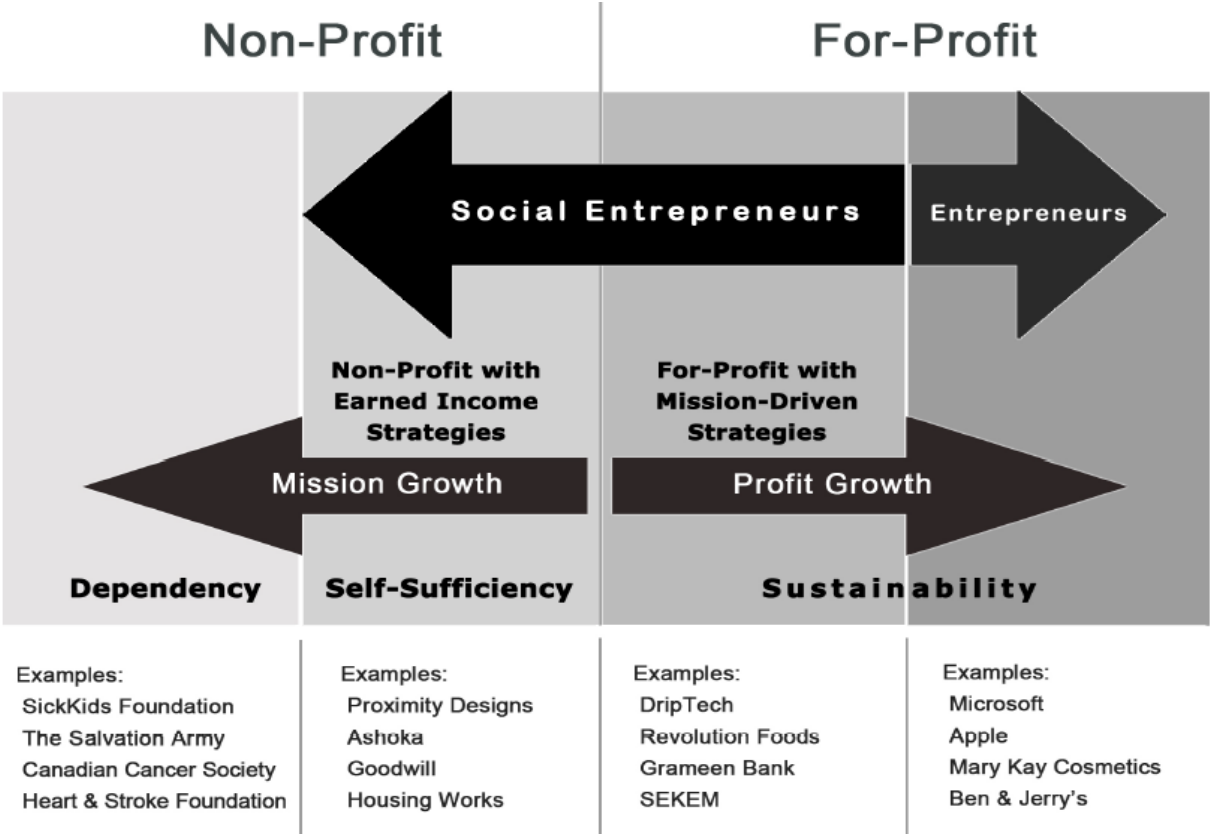 Non-Profit
For-Profit
Social Entrepreneurs
Entrepreneurs
Non-Profit with
Earned Income
Strategies
For-Profit with
Mission-Driven
Strategies
Mission Growth
Profit Growth
Dependency
Self-Sufficiency
Sustainability
Examples:
SickKids Foundation
The Salvation Army
Canadian Cancer Society
Heart & Stroke Foundation
Examples:
Proximity Designs
Ashoka
Goodwill
Housing Works
Examples:
DripTech
Revolution Foods
Grameen Bank
SEKEM
Examples:
Microsoft
Apple
Mary Kay Cosmetics
Ben & Jerry's